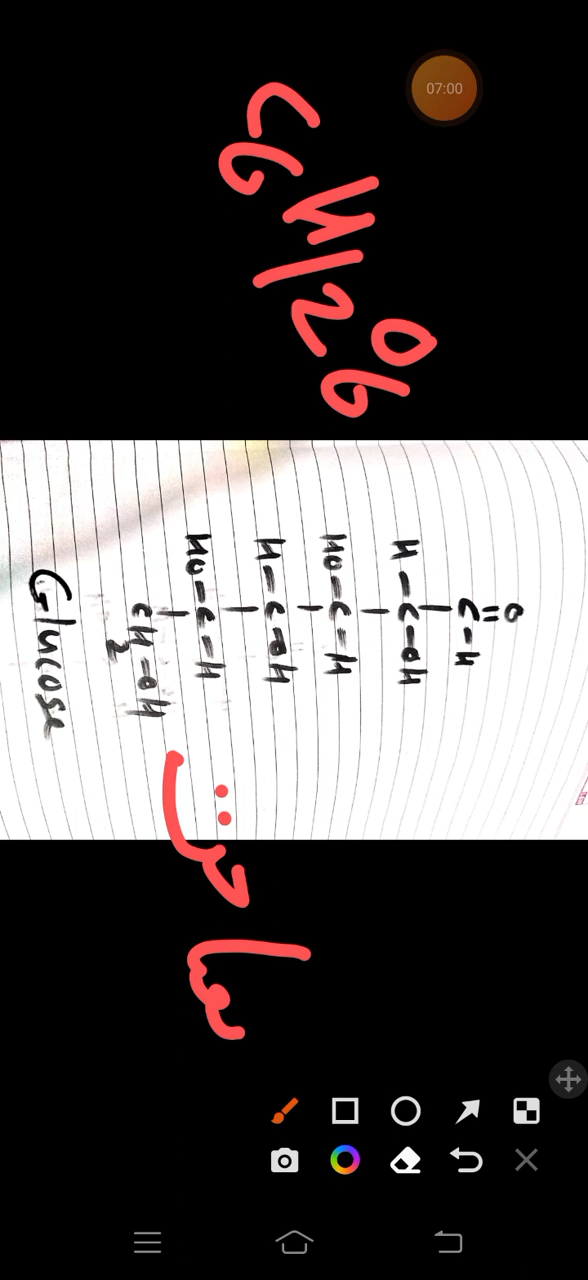 07:00
C6H12O6
O
||
C-H
|
H-C-OH
|
HO-C-H
|
H-C-OH
|
HO-C-H
|
CH2-OH
Glucose